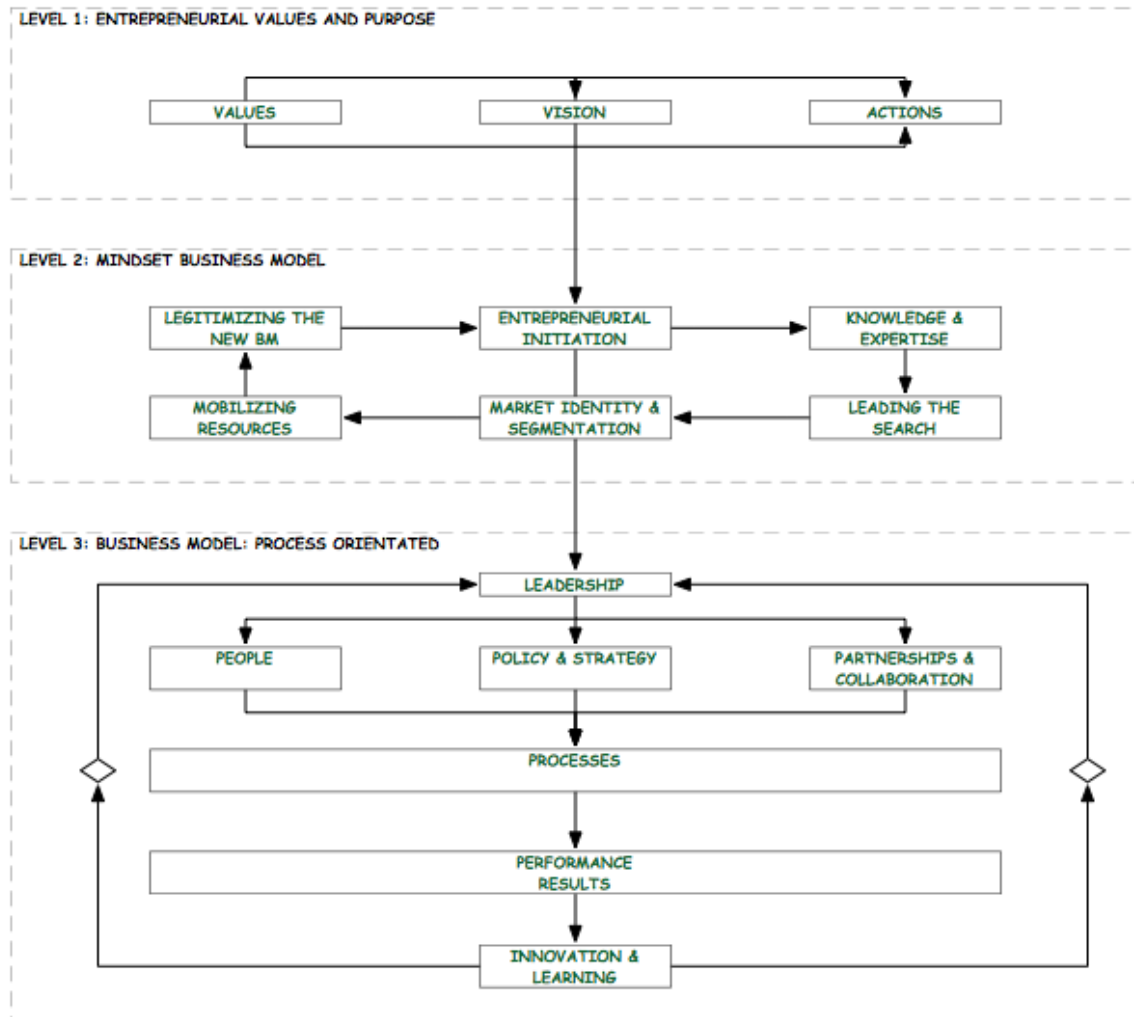 LEVEL 1: ENTREPRENEURIAL VALUES AND PURPOSE
VALUES
VISION
ACTIONS
LEVEL 2: MINDSET BUSINESS MODEL
LEGITIMIZING THE
NEW BM
ENTREPRENEURIAL
INITIATION
KNOWLEDGE &
EXPERTISE
MOBILIZING
RESOURCES
MARKET IDENTITY &
SEGMENTATION
LEADING THE
SEARCH
LEVEL 3: BUSINESS MODEL: PROCESS ORIENTATED
LEADERSHIP
PEOPLE
POLICY & STRATEGY
PARTNERSHIPS &
COLLABORATION
PROCESSES
PERFORMANCE
RESULTS
INNOVATION &
LEARNING